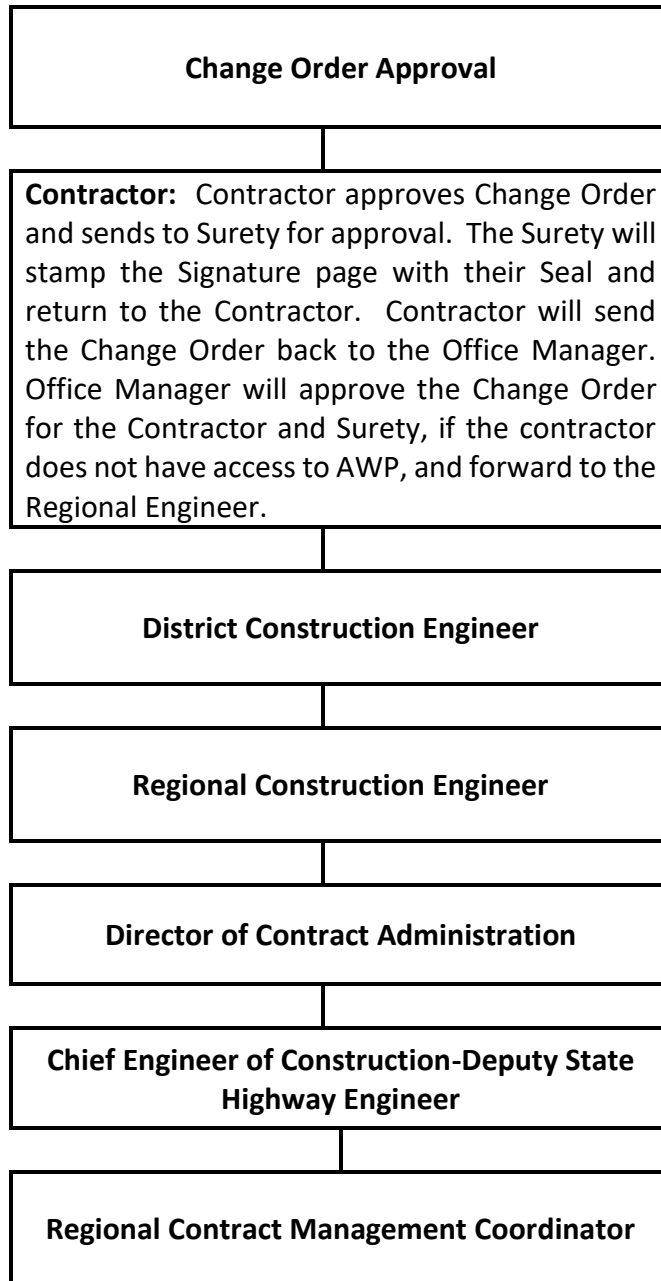 Change Order Approval
Contractor: Contractor approves Change Order
and sends to Surety for approval. The Surety will
stamp the Signature page with their Seal and
return to the Contractor. Contractor will send
the Change Order back to the Office Manager.
Office Manager will approve the Change Order
for the Contractor and Surety, if the contractor
does not have access to AWP, and forward to the
Regional Engineer.
District Construction Engineer
Regional Construction Engineer
Director of Contract Administration
Chief Engineer of Construction-Deputy State
Highway Engineer
Regional Contract Management Coordinator